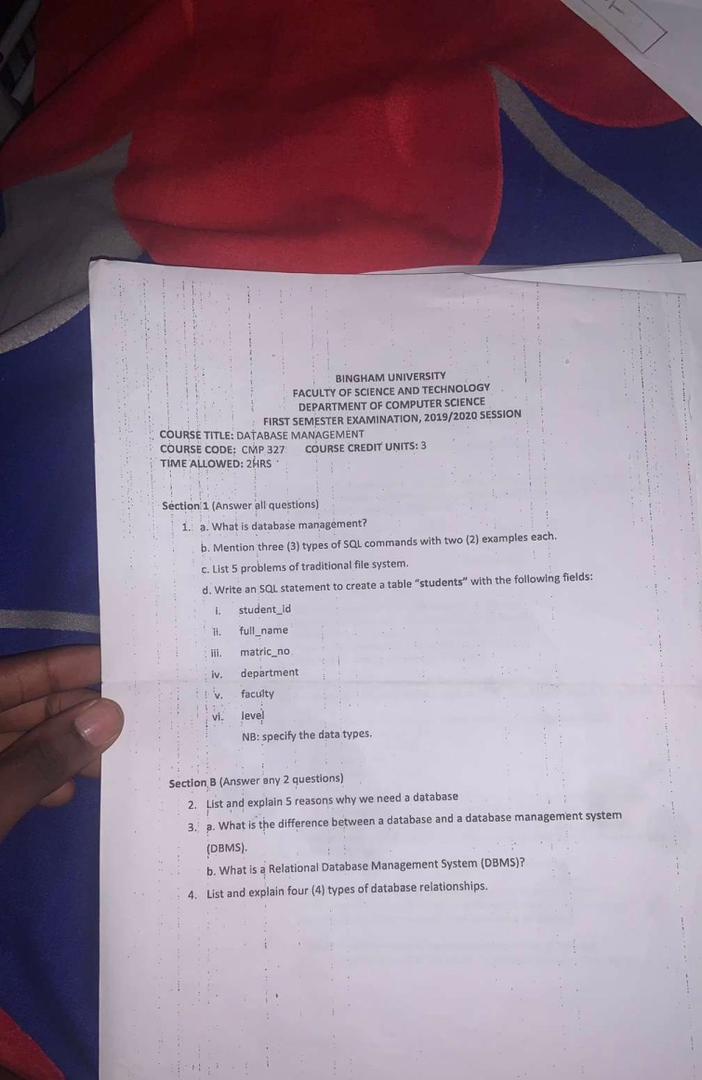 BINGHAM UNIVERSITY
FACULTY OF SCIENCE AND TECHNOLOGY
DEPARTMENT OF COMPUTER SCIENCE
FIRST SEMESTER EXAMINATION, 2019/2020 SESSION
COURSE TITLE: DATABASE MANAGEMENT
COURSE CODE: CMP 327 COURSE CREDIT UNITS: 3
TIME ALLOWED: 2HRS
Section 1 (Answer all questions)
1. a. What is database management?
b. Mention three (3) types of SQL commands with two (2) examples each.
c. List 5 problems of traditional file system.
d. Write an SQL statement to create a table "students" with the following fields:
i. student_id
ii. full_name
iii. matric_no
iv. department
v. faculty
vi. level
NB: specify the data types.
Section B (Answer any 2 questions)
2. List and explain 5 reasons why we need a database
3. a. What is the difference between a database and a database management system
(DBMS).
b. What is a Relational Database Management System (DBMS)?
4. List and explain four (4) types of database relationships.